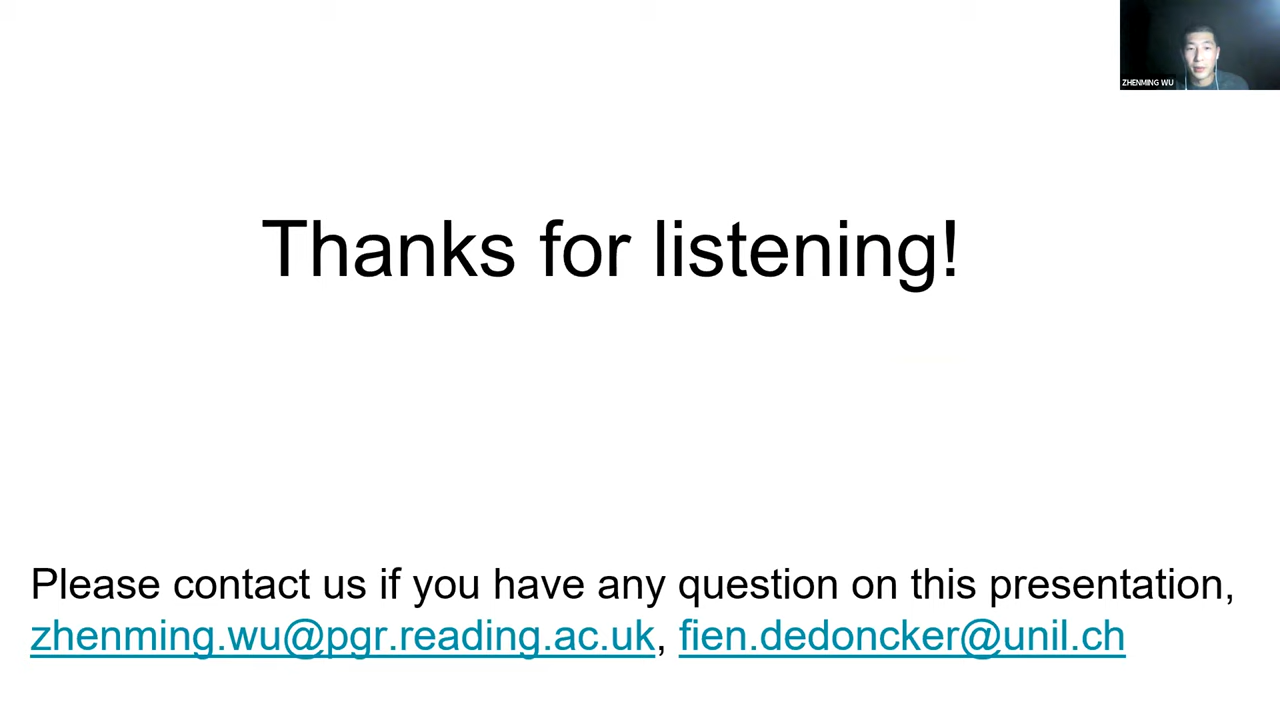 ZHENMING WU
Thanks for listening!
Please contact us if you have any question on this presentation,
zhenming.wu@pgr.reading.ac.uk, fien.dedoncker@unil.ch